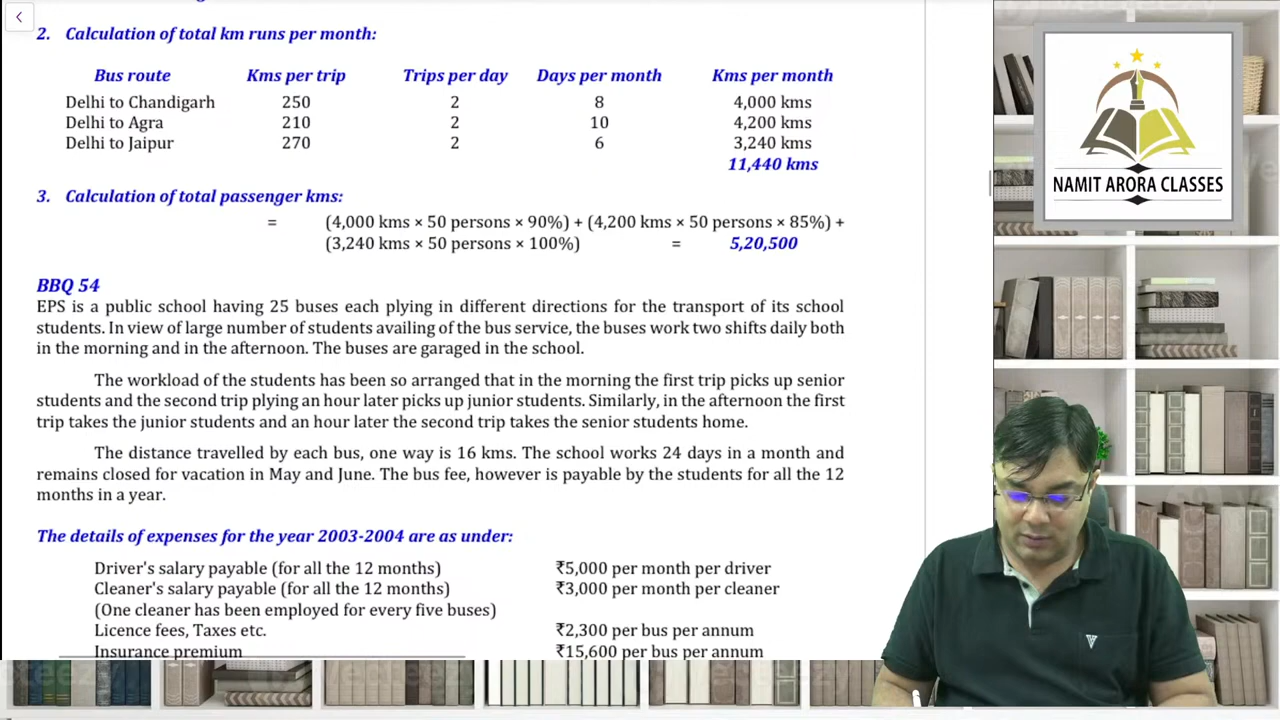 2. Calculation of total km runs per month:
Bus route Kms per trip Trips per day Days per month Kms per month
Delhi to Chandigarh 250 2 8 4,000 kms
Delhi to Agra 210 2 10 4,200 kms
Delhi to Jaipur 270 2 6 3,240 kms
11,440 kms
3. Calculation of total passenger kms:
= (4,000 kms × 50 persons × 90%) + (4,200 kms × 50 persons × 85%) +
(3,240 kms × 50 persons × 100%) = 5,20,500
BBQ 54
EPS is a public school having 25 buses each plying in different directions for the transport of its school
students. In view of large number of students availing of the bus service, the buses work two shifts daily both
in the morning and in the afternoon. The buses are garaged in the school.
The workload of the students has been so arranged that in the morning the first trip picks up senior
students and the second trip plying an hour later picks up junior students. Similarly, in the afternoon the first
trip takes the junior students and an hour later the second trip takes the senior students home.
The distance travelled by each bus, one way is 16 kms. The school works 24 days in a month and
remains closed for vacation in May and June. The bus fee, however is payable by the students for all the 12
months in a year.
The details of expenses for the year 2003-2004 are as under:
Driver's salary payable (for all the 12 months) ₹5,000 per month per driver
Cleaner's salary payable (for all the 12 months) ₹3,000 per month per cleaner
(One cleaner has been employed for every five buses)
Licence fees, Taxes etc. ₹2,300 per bus per annum
Insurance premium ₹15,600 per bus per annum
NAMIT ARORA CLASSES